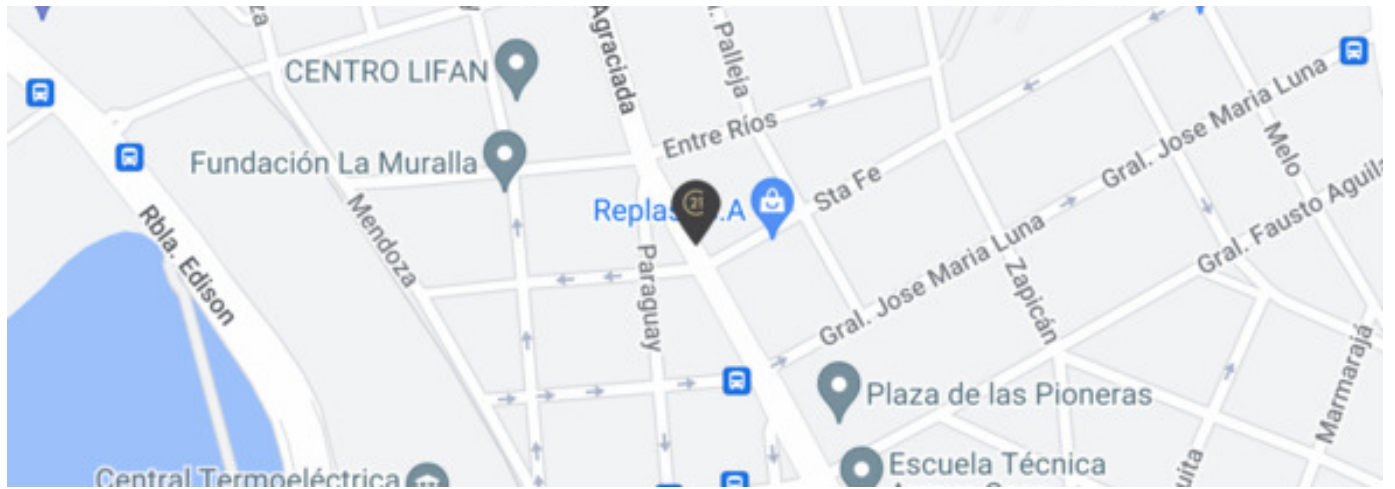 Agraciada
Palleja
CENTRO LIFAN
Entre Ríos
Gral. Jose Maria Luna
Melo
Fundación La Muralla
Sta Fe
Gral. Fausto Aguila
21
Mendoza
Rbla. Edison
Paraguay
Zapicán
Gral. Jose Maria Luna
Marmarajá
Plaza de las Pioneras
Escuela Técnica
Central Termoeléctrica